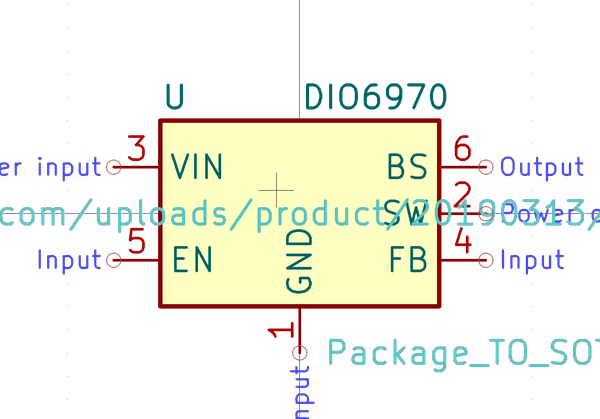 U DIO6970
3 6
er input VIN BS Output
2
com/uploads/product/20190313/
SW Power o
5 4
Input EN FB Input
GND
1
Package_TO_SOT
nput